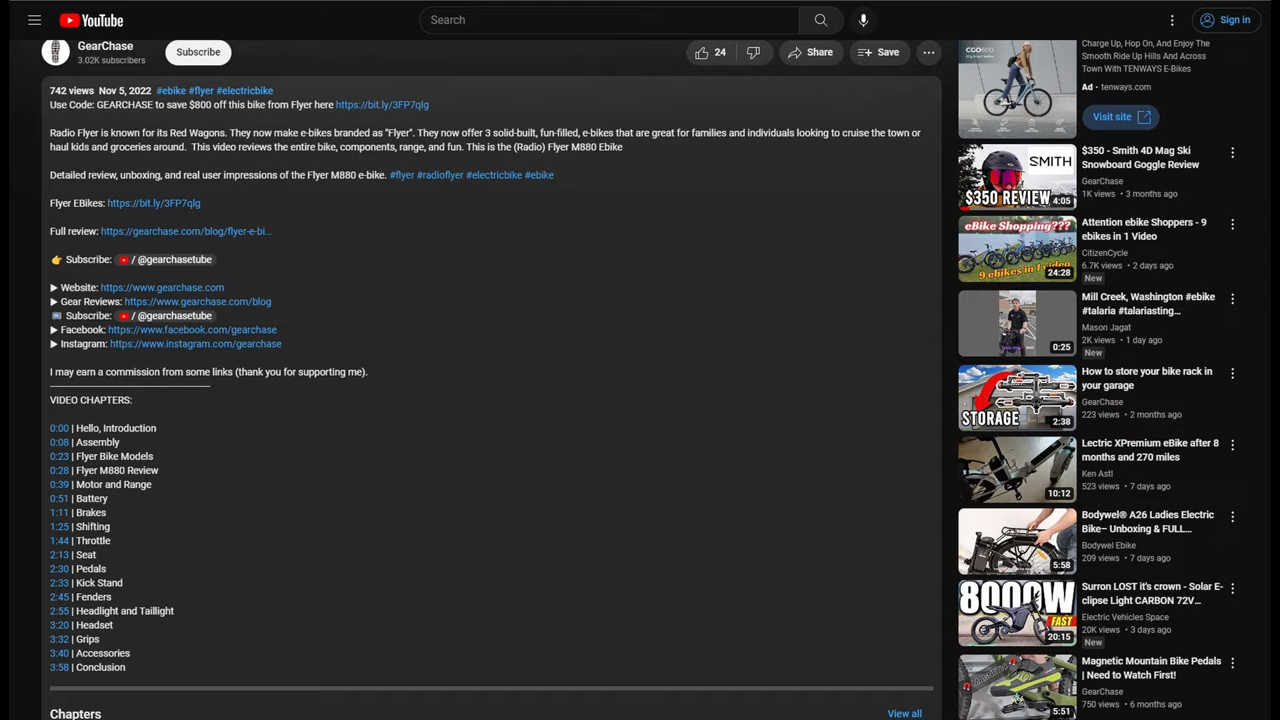 YouTube
Search
Sign in
GearChase
3.02K subscribers
Subscribe
24
Share
Save
742 views Nov 5, 2022 #ebike #flyer #electricbike
Use Code: GEARCHASE to save $800 off this bike from Flyer here https://bit.ly/3FP7qlg
Radio Flyer is known for its Red Wagons. They now make e-bikes branded as "Flyer". They now offer 3 solid-built, fun-filled, e-bikes that are great for families and individuals looking to cruise the town or
haul kids and groceries around. This video reviews the entire bike, components, range, and fun. This is the (Radio) Flyer M880 Ebike
Detailed review, unboxing, and real user impressions of the Flyer M880 e-bike. #flyer #radioflyer #electricbike #ebike
Flyer EBikes: https://bit.ly/3FP7qlg
Full review: https://gearchase.com/blog/flyer-e-bi...
👉 Subscribe: / @gearchasetube
▶ Website: https://www.gearchase.com
▶ Gear Reviews: https://www.gearchase.com/blog
Subscribe: / @gearchasetube
▶ Facebook: https://www.facebook.com/gearchase
▶ Instagram: https://www.instagram.com/gearchase
I may earn a commission from some links (thank you for supporting me).
VIDEO CHAPTERS:
0:00 | Hello, Introduction
0:08 | Assembly
0:23 | Flyer Bike Models
0:28 | Flyer M880 Review
0:39 | Motor and Range
0:51 | Battery
1:11 | Brakes
1:25 | Shifting
1:44 | Throttle
2:13 | Seat
2:30 | Pedals
2:33 | Kick Stand
2:45 | Fenders
2:55 | Headlight and Taillight
3:20 | Headset
3:32 | Grips
3:40 | Accessories
3:58 | Conclusion
Chapters
View all
CGO600
Charge Up, Hop On, And Enjoy The
Smooth Ride Up Hills And Across
Town With TENWAYS E-Bikes
Ad · tenways.com
Visit site
SMITH
$350 REVIEW
4:05
$350 - Smith 4D Mag Ski
Snowboard Goggle Review
GearChase
1K views • 3 months ago
eBike Shopping???
9 ebikes in 1 video
24:28
Attention ebike Shoppers - 9
ebikes in 1 Video
CitizenCycle
6.7K views • 2 days ago
New
0:25
Mill Creek, Washington #ebike
#talaria #talariasting…
Mason Jagat
2K views • 1 day ago
New
STORAGE
2:38
How to store your bike rack in
your garage
GearChase
223 views • 2 months ago
10:12
Lectric XPremium eBike after 8
months and 270 miles
Ken Astl
523 views • 7 days ago
5:58
Bodywel® A26 Ladies Electric
Bike– Unboxing & FULL…
Bodywel Ebike
209 views • 7 days ago
8000W
FAST
20:15
Surron LOST it's crown - Solar E-
clipse Light CARBON 72V…
Electric Vehicles Space
20K views • 3 days ago
New
MAGNETIC
5:51
Magnetic Mountain Bike Pedals
| Need to Watch First!
GearChase
750 views • 6 months ago